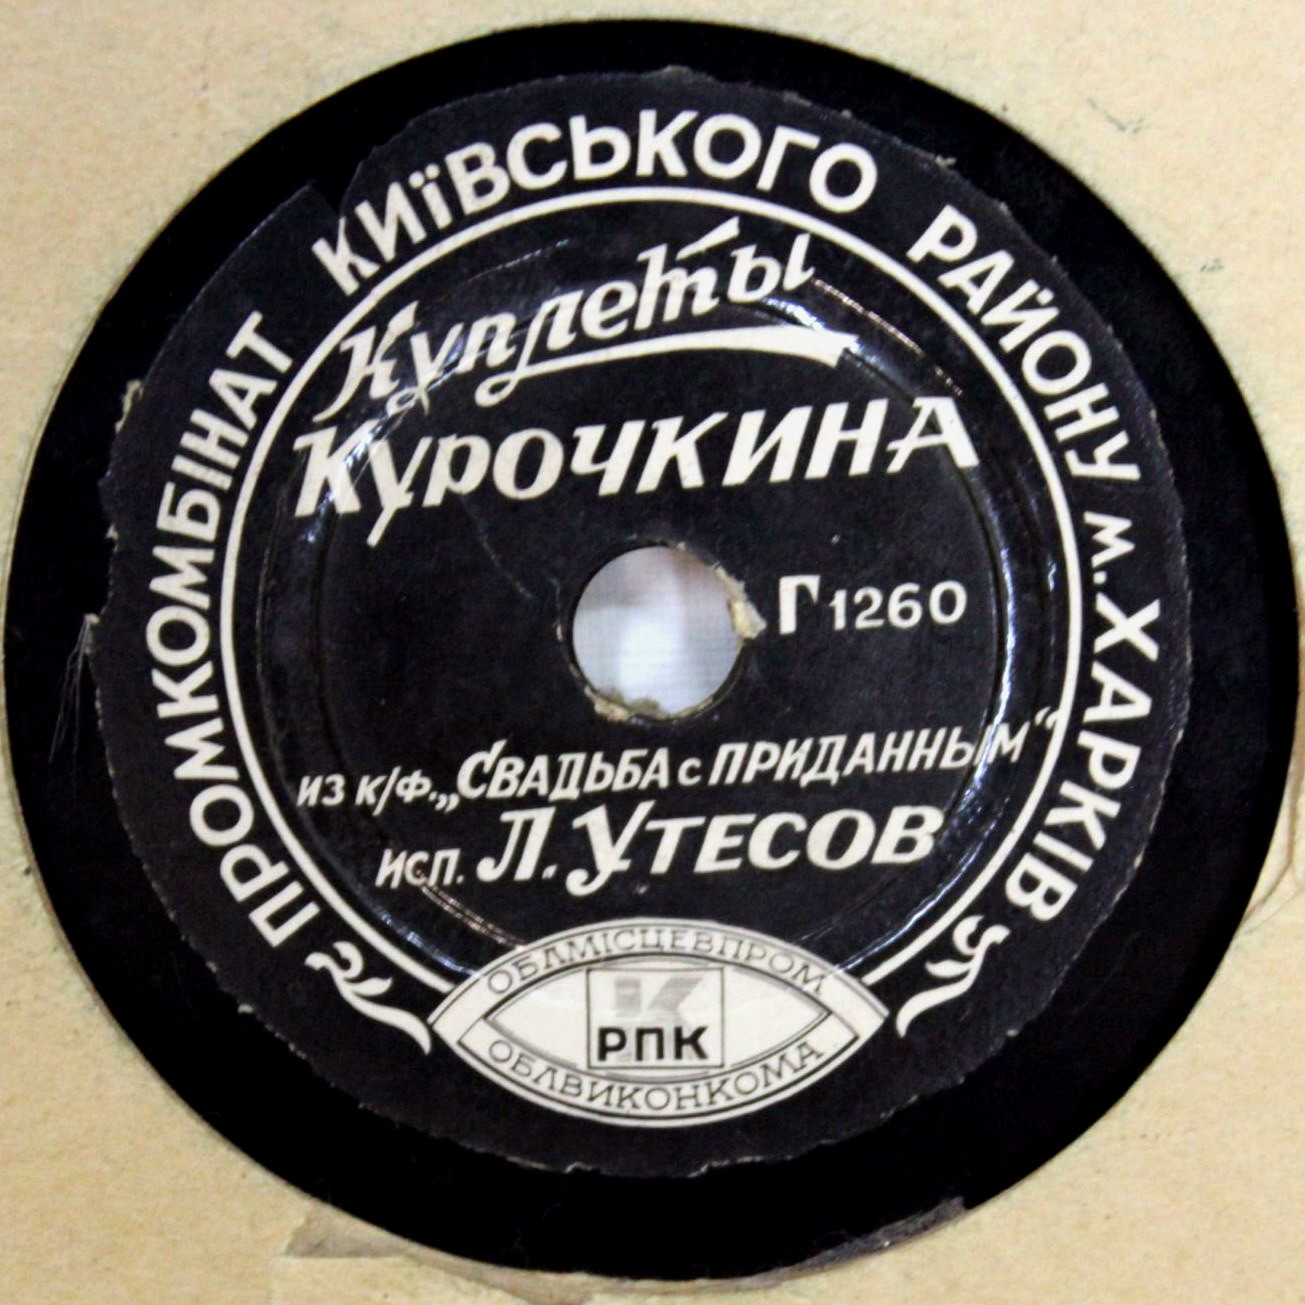 ПРОМКОМБІНАТ КИЇВСЬКОГО РАЙОНУ м. ХАРКІВ
Куплеты
Курочкина
Г 1260
из к/ф. „Свадьба с приданным“
исп. Л. Утесов
ОБЛМІСЦЕВПРОМ
К
РПК
ОБЛВИКОНКОМА